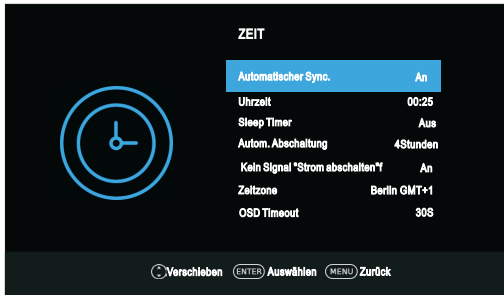 ZEIT
Automatischer Sync. An
Uhrzeit 00:25
Sleep Timer Aus
Autom. Abschaltung 4Stunden
Kein Signal "Strom abschalten"f An
Zeitzone Berlin GMT+1
OSD Timeout 30S
Verschieben ENTER Auswählen MENU Zurück